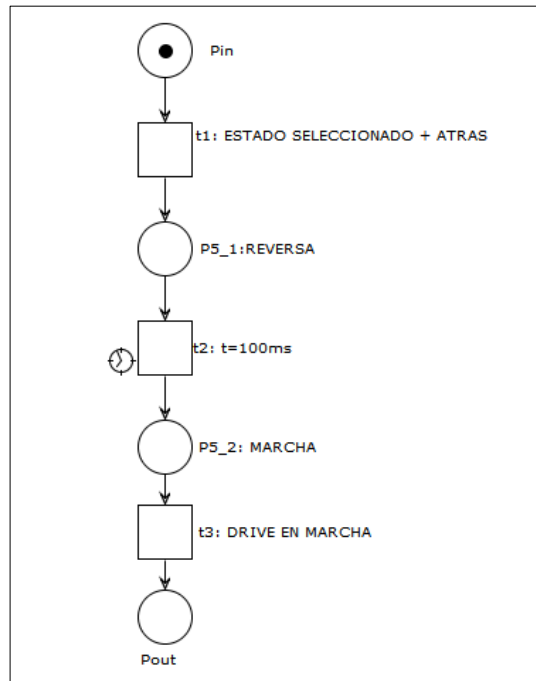 Pin
t1: ESTADO SELECCIONADO + ATRAS
P5_1:REVERSA
t2: t=100ms
P5_2: MARCHA
t3: DRIVE EN MARCHA
Pout